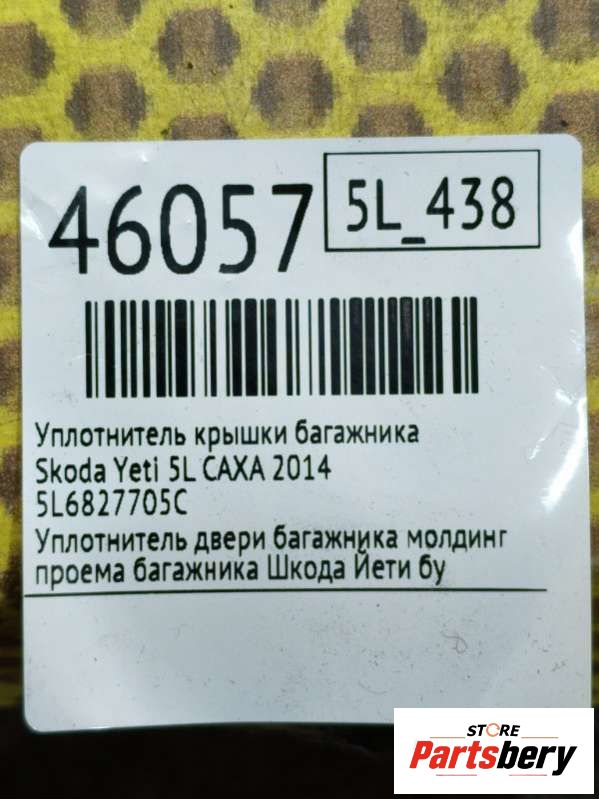 46057
5L_438
Уплотнитель крышки багажника
Skoda Yeti 5L CAXA 2014
5L6827705C
Уплотнитель двери багажника молдинг
проема багажника Шкода Йети бу
STORE
Partsbery